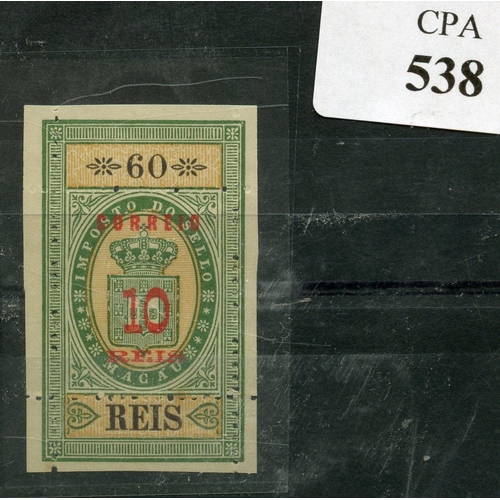 CPA
538
60
CORREIO
IMPOSTO DO SELLO
10
REIS
MACAU
REIS